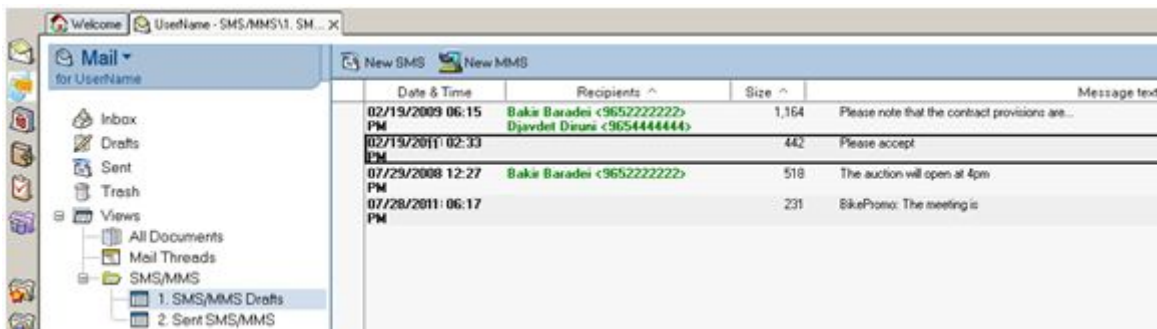 Welcome
UserName - SMS/MMS\1. SM...
Mail
for UserName
New SMS
New MMS
Inbox
Drafts
Sent
Trash
Views
All Documents
Mail Threads
SMS/MMS
1. SMS/MMS Drafts
2. Sent SMS/MMS
Date & Time Recipients Size Message text
02/19/2009 06:15 Bakir Baradei <9652222222> 1,164 Please note that the contract provisions are...
PM Djavdet Diruni <9654444444>
02/19/2011 02:33 442 Please accept
PM
07/29/2008 12:27 Bakir Baradei <9652222222> 518 The auction will open at 4pm
PM
07/28/2011 06:17 231 BikePromo: The meeting is
PM